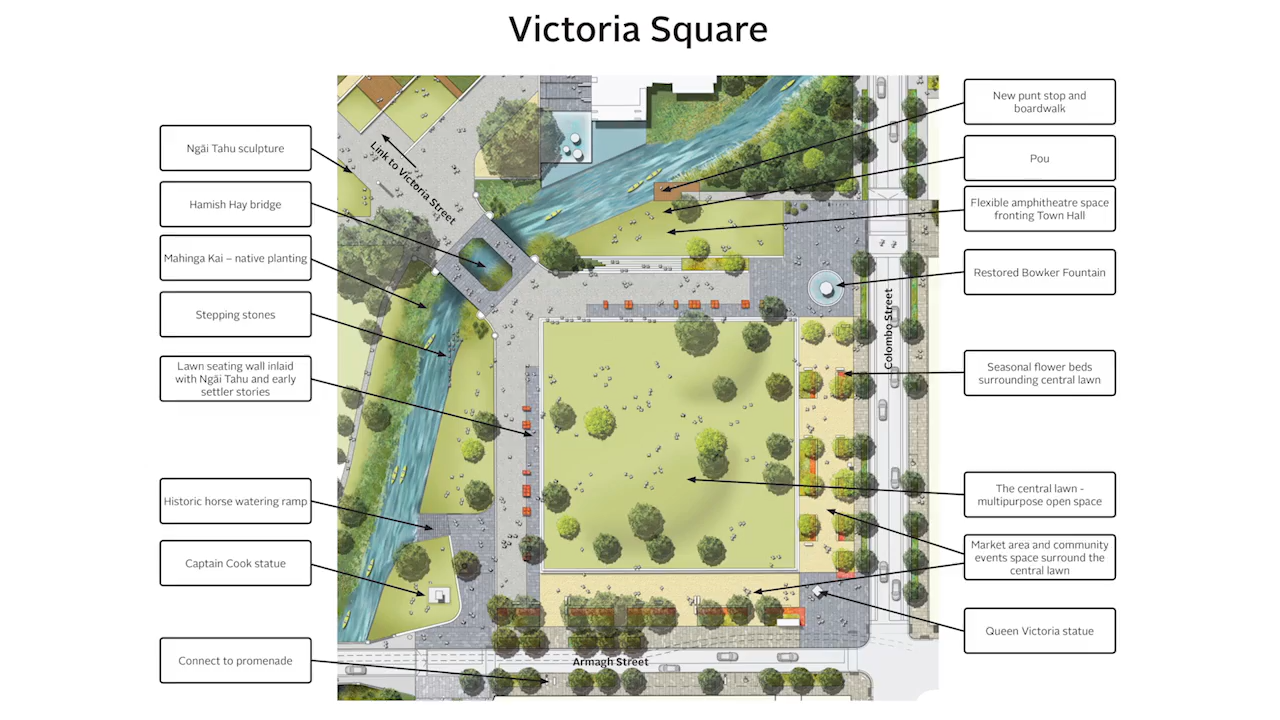 Victoria Square
Ngāi Tahu sculpture
Hamish Hay bridge
Mahinga Kai – native planting
Stepping stones
Lawn seating wall inlaid
with Ngāi Tahu and early
settler stories
Historic horse watering ramp
Captain Cook statue
Connect to promenade
Link to Victoria Street
Colombo Street
Armagh Street
New punt stop and
boardwalk
Pou
Flexible amphitheatre space
fronting Town Hall
Restored Bowker Fountain
Seasonal flower beds
surrounding central lawn
The central lawn -
multipurpose open space
Market area and community
events space surround the
central lawn
Queen Victoria statue